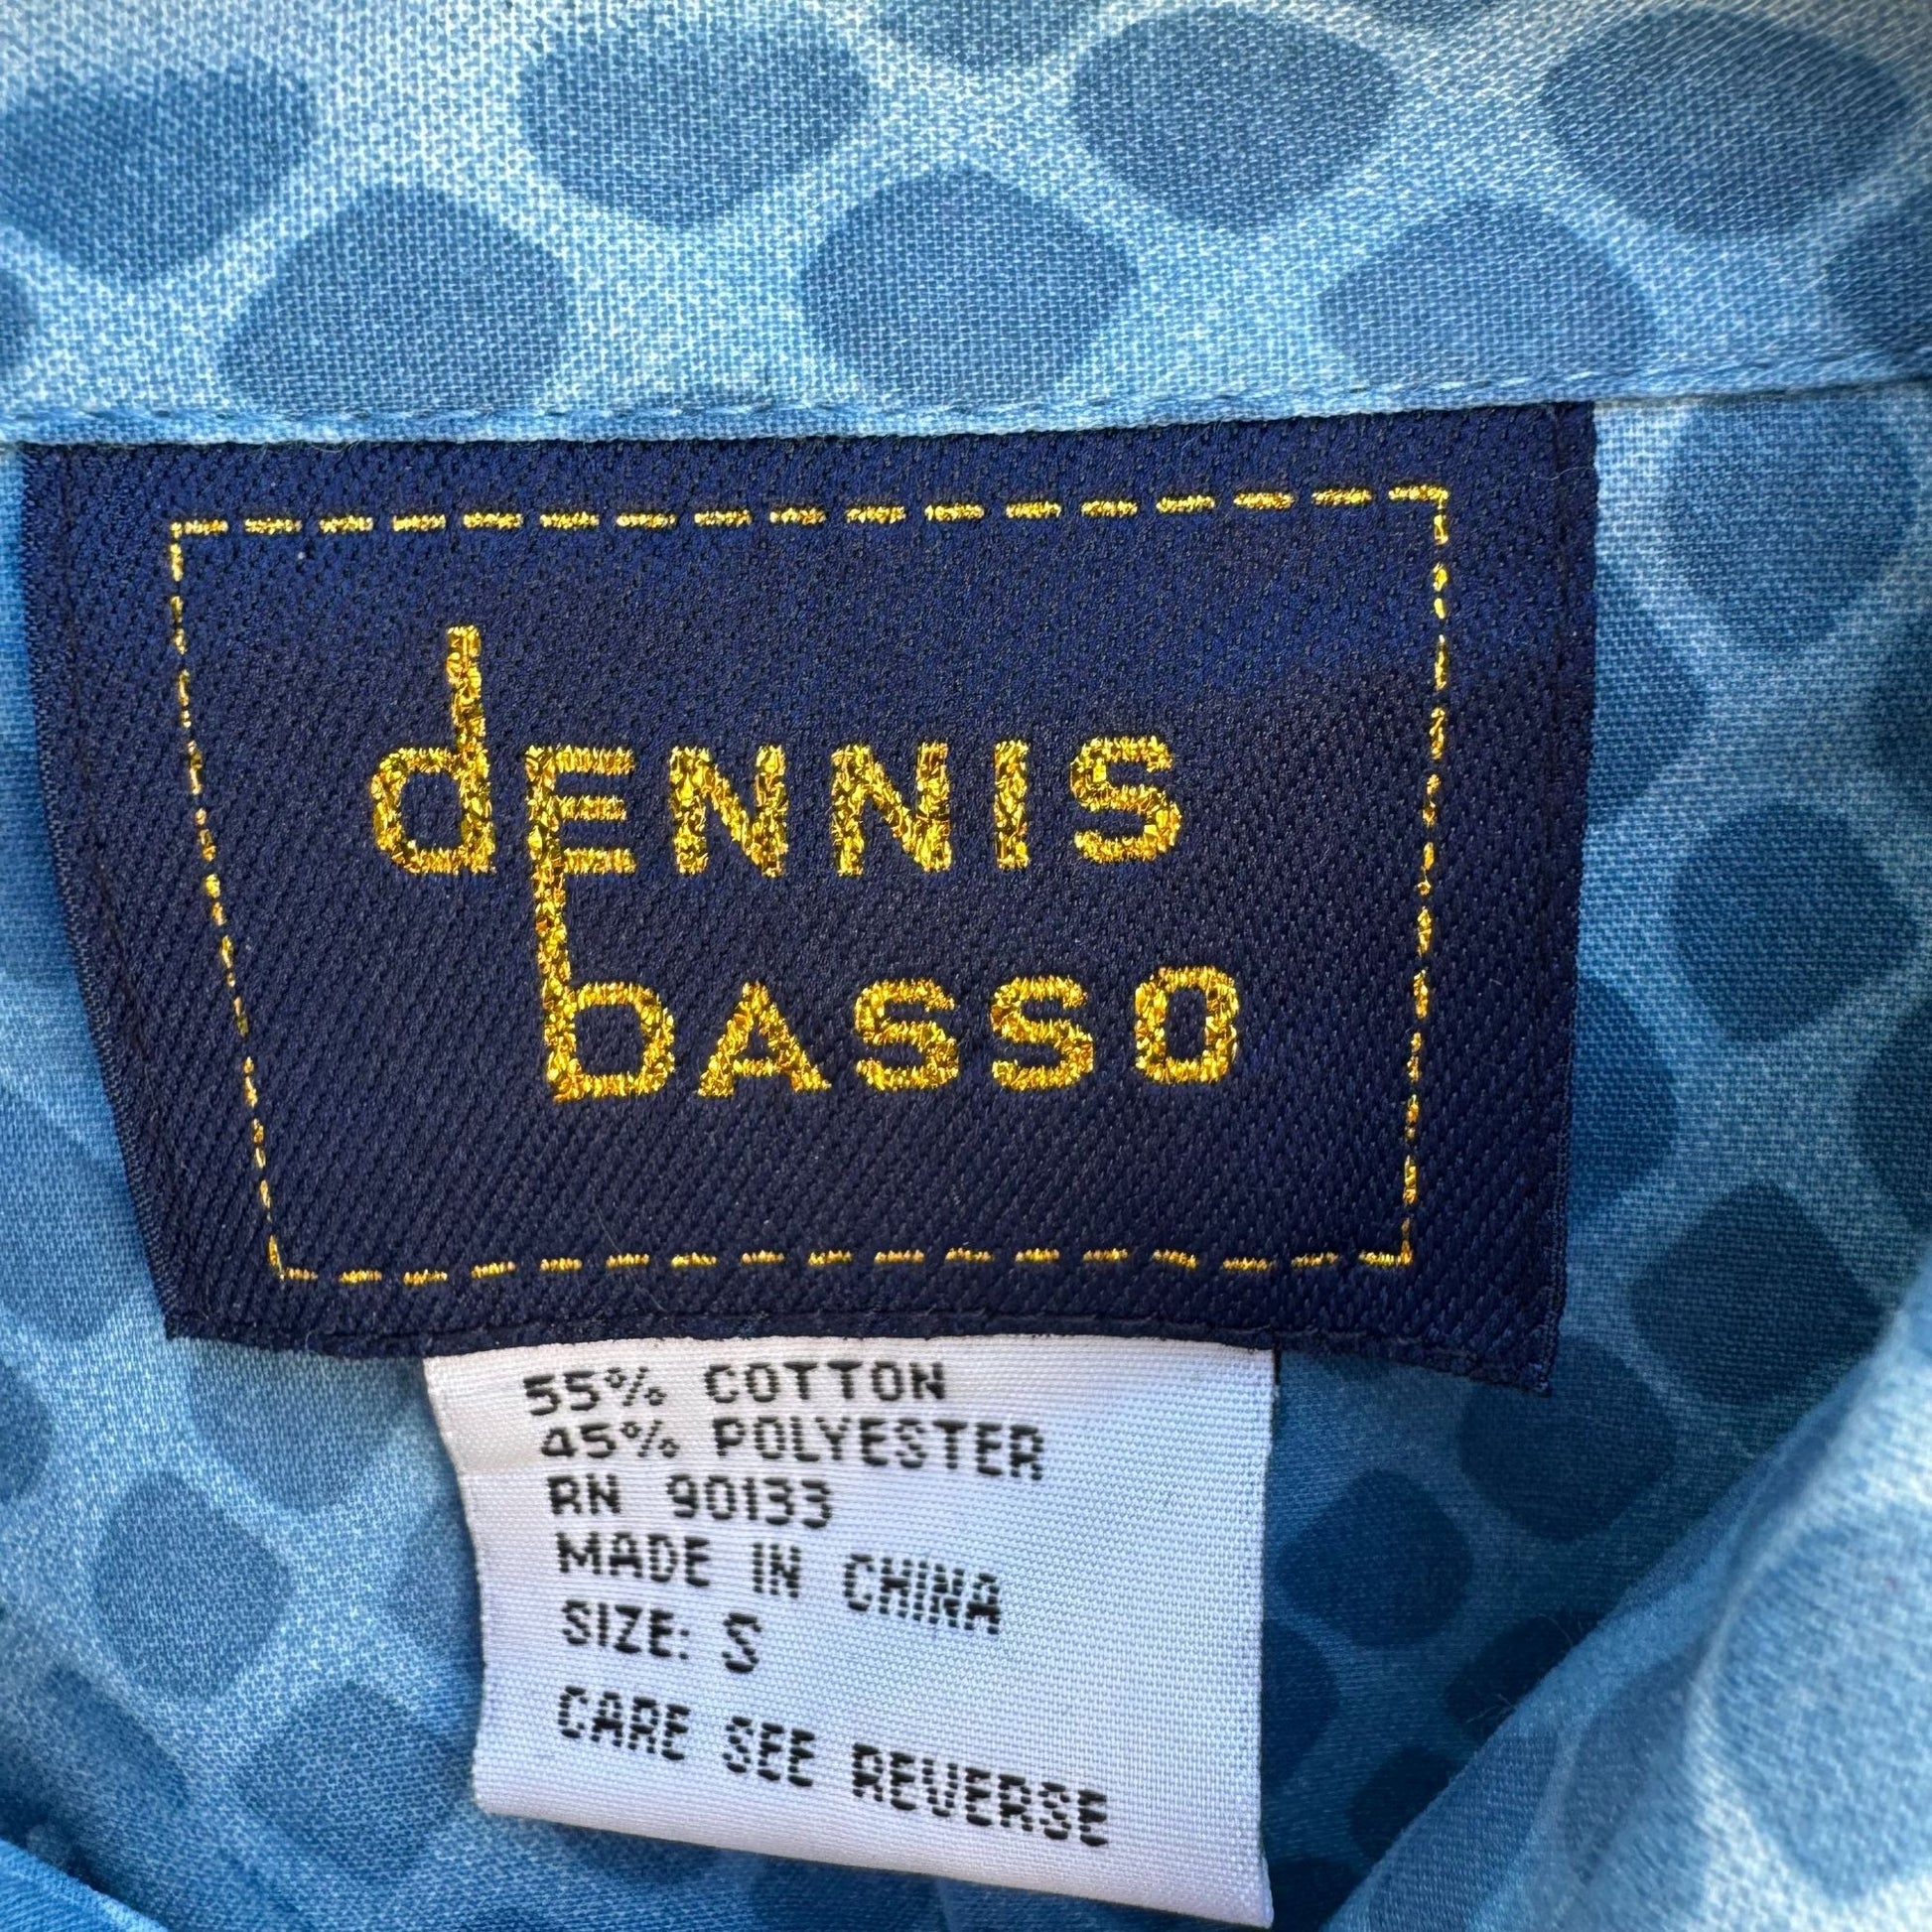 dENNIS
bASSO
55% COTTON
45% POLYESTER
RN 90133
MADE IN CHINA
SIZE: S
CARE SEE REVERSE